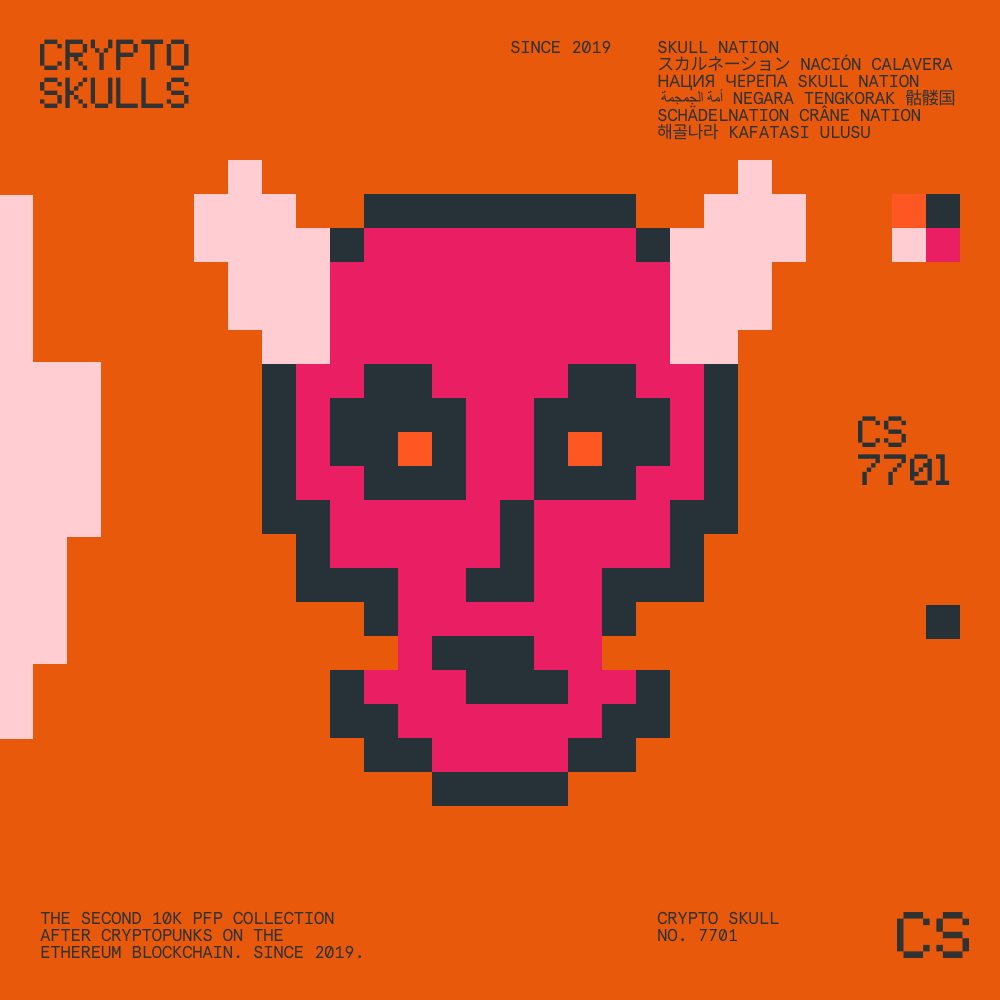 CRYPTO
SKULLS
SINCE 2019
SKULL NATION
スカルネーション NACIÓN CALAVERA
НАЦИЯ ЧЕРЕПА SKULL NATION
أمة الجمجمة NEGARA TENGKORAK 骷髅国
SCHÄDELNATION CRÂNE NATION
해골나라 KAFATASI ULUSU
CS
7701
THE SECOND 10K PFP COLLECTION
AFTER CRYPTOPUNKS ON THE
ETHEREUM BLOCKCHAIN. SINCE 2019.
CRYPTO SKULL
NO. 7701
CS